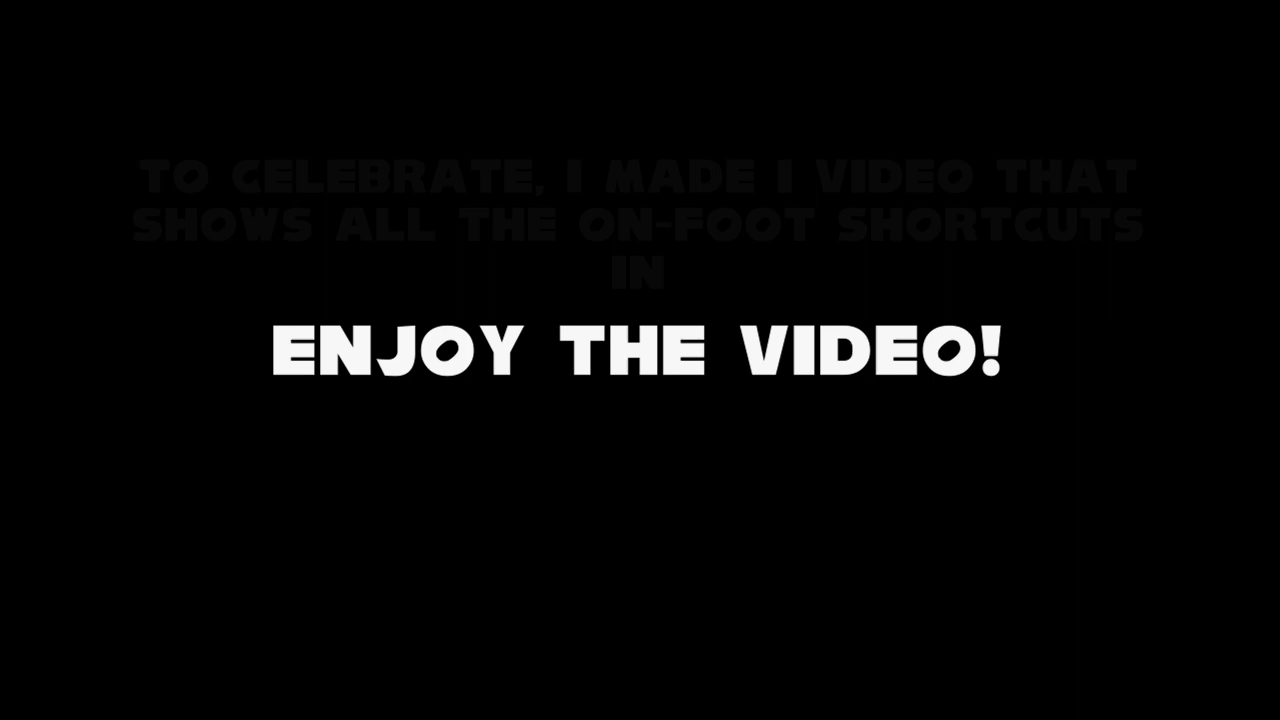 TO CELEBRATE, I MADE I VIDEO THAT
SHOWS ALL THE ON-FOOT SHORTCUTS
IN
ENJOY THE VIDEO!